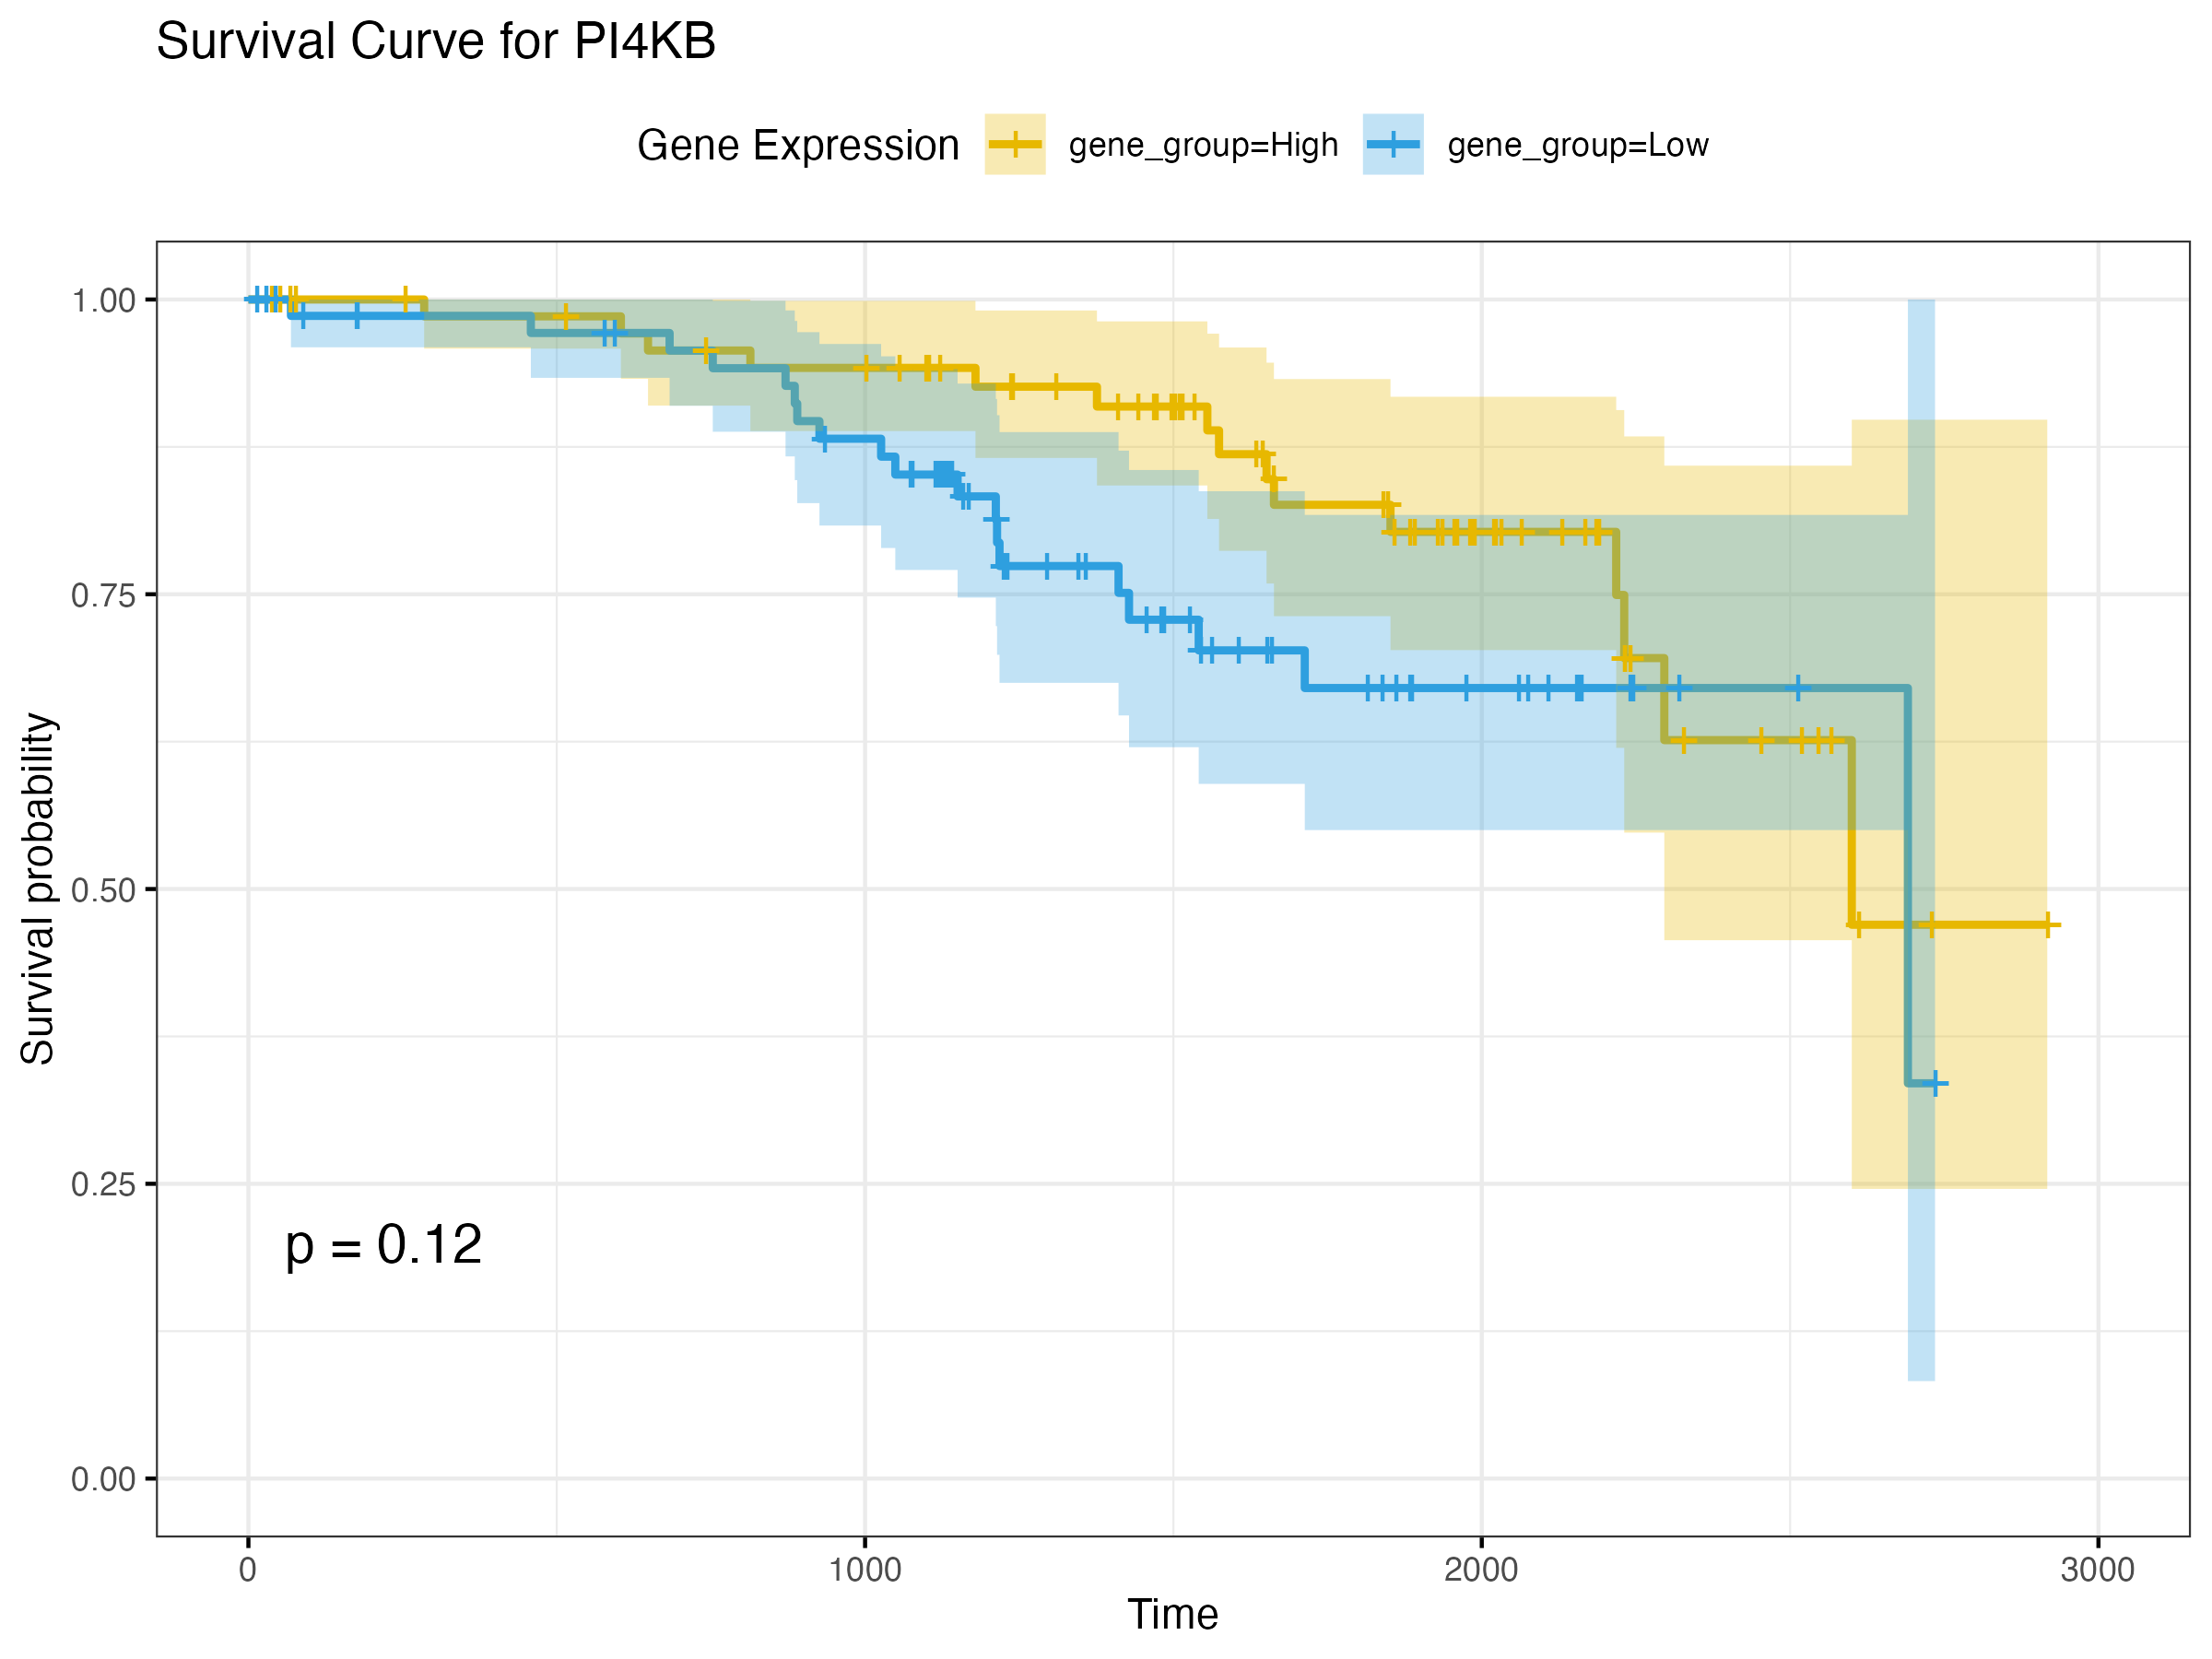 Survival Curve for PI4KB
Gene Expression gene_group=High gene_group=Low
Survival probability
1.00
0.75
0.50
0.25
0.00
p = 0.12
0 1000 2000 3000
Time